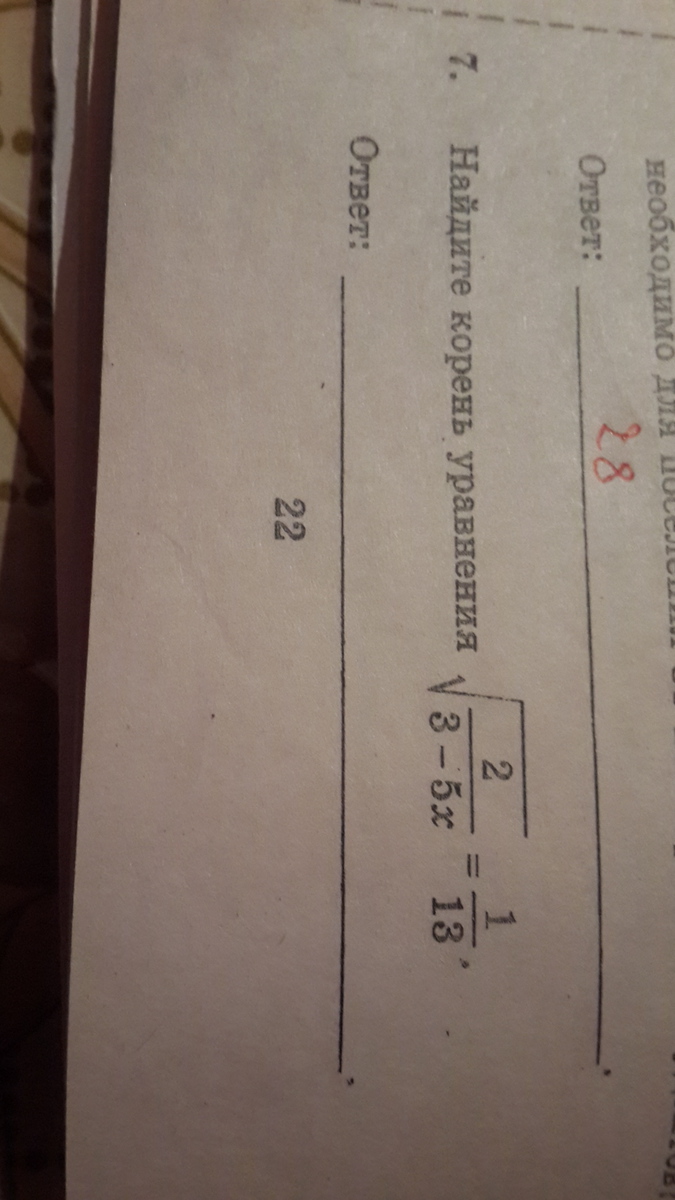 необходимо для
Ответ: 28.
7. Найдите корень уравнения √(2/(3 − 5x)) = 1/13.
Ответ: .
22